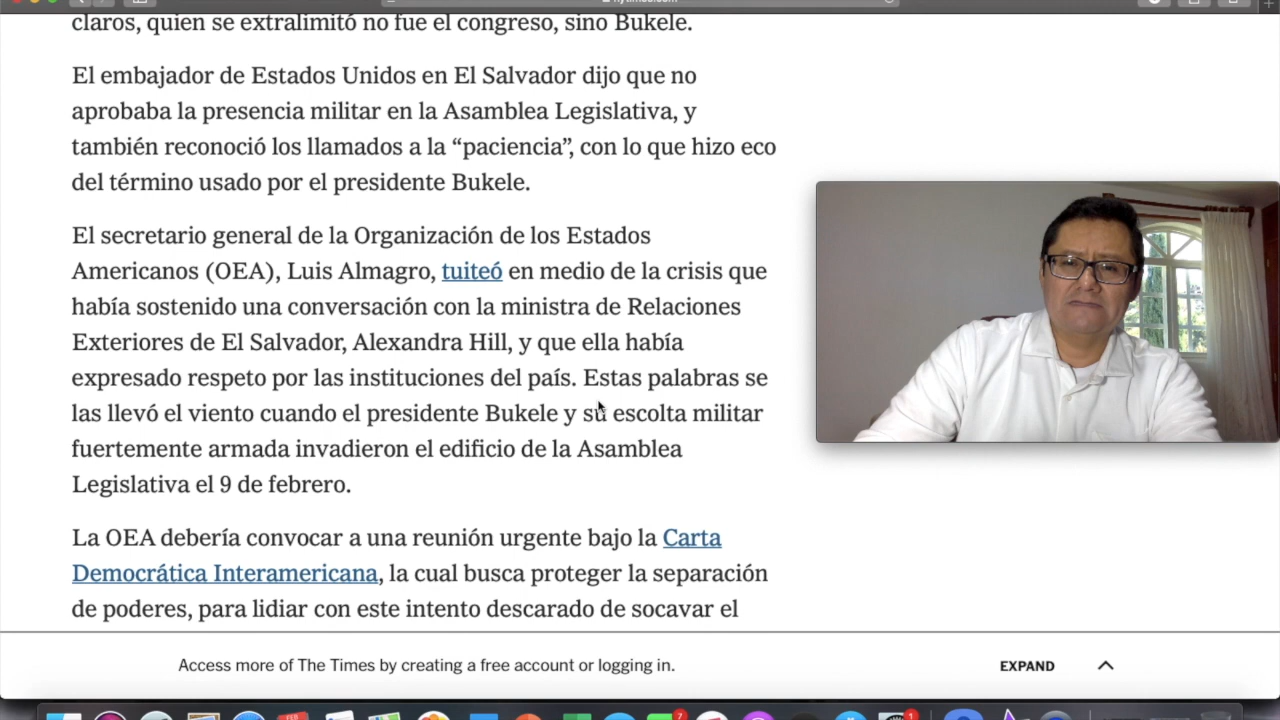 claros, quien se extralimitó no fue el congreso, sino Bukele.
El embajador de Estados Unidos en El Salvador dijo que no
aprobaba la presencia militar en la Asamblea Legislativa, y
también reconoció los llamados a la “paciencia”, con lo que hizo eco
del término usado por el presidente Bukele.
El secretario general de la Organización de los Estados
Americanos (OEA), Luis Almagro, tuiteó en medio de la crisis que
había sostenido una conversación con la ministra de Relaciones
Exteriores de El Salvador, Alexandra Hill, y que ella había
expresado respeto por las instituciones del país. Estas palabras se
las llevó el viento cuando el presidente Bukele y su escolta militar
fuertemente armada invadieron el edificio de la Asamblea
Legislativa el 9 de febrero.
La OEA debería convocar a una reunión urgente bajo la Carta
Democrática Interamericana, la cual busca proteger la separación
de poderes, para lidiar con este intento descarado de socavar el
Access more of The Times by creating a free account or logging in.
EXPAND
7
1